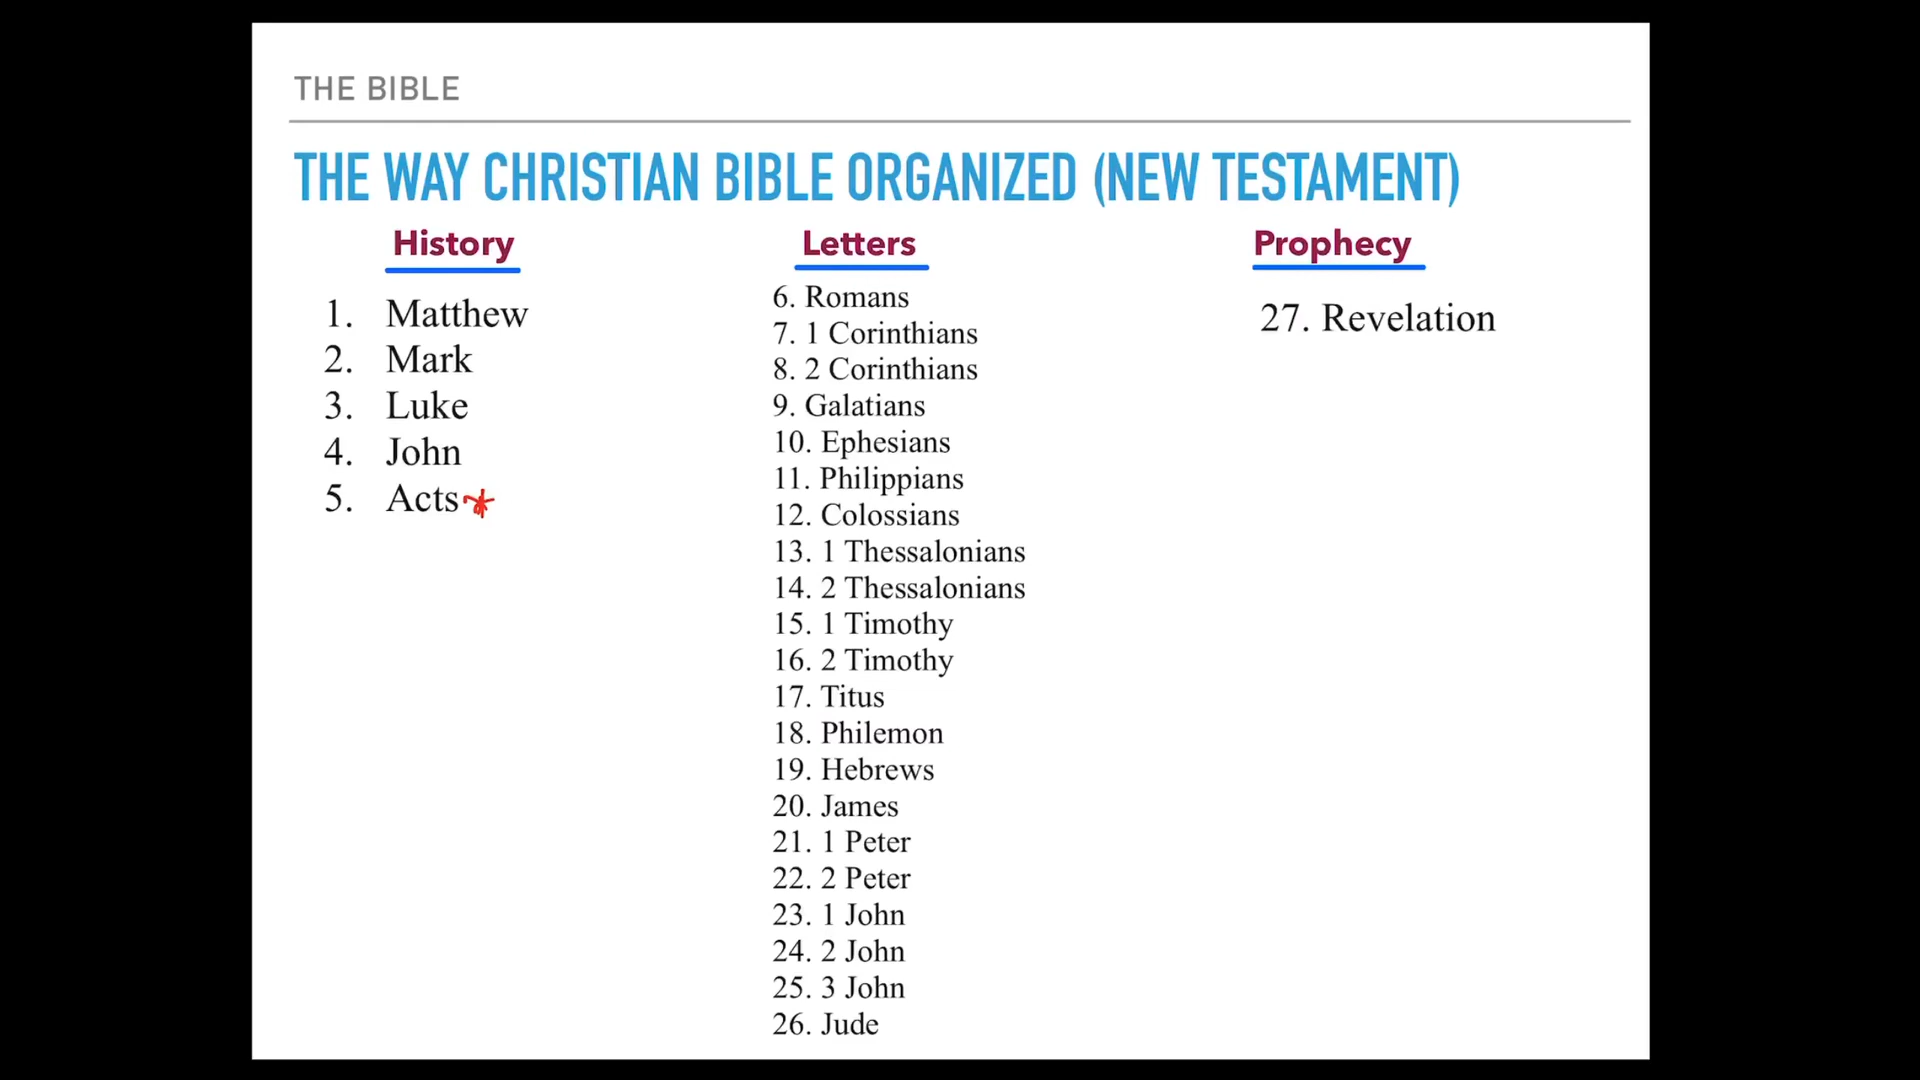 THE BIBLE
THE WAY CHRISTIAN BIBLE ORGANIZED (NEW TESTAMENT)
History
1. Matthew
2. Mark
3. Luke
4. John
5. Acts
Letters
6. Romans
7. 1 Corinthians
8. 2 Corinthians
9. Galatians
10. Ephesians
11. Philippians
12. Colossians
13. 1 Thessalonians
14. 2 Thessalonians
15. 1 Timothy
16. 2 Timothy
17. Titus
18. Philemon
19. Hebrews
20. James
21. 1 Peter
22. 2 Peter
23. 1 John
24. 2 John
25. 3 John
26. Jude
Prophecy
27. Revelation